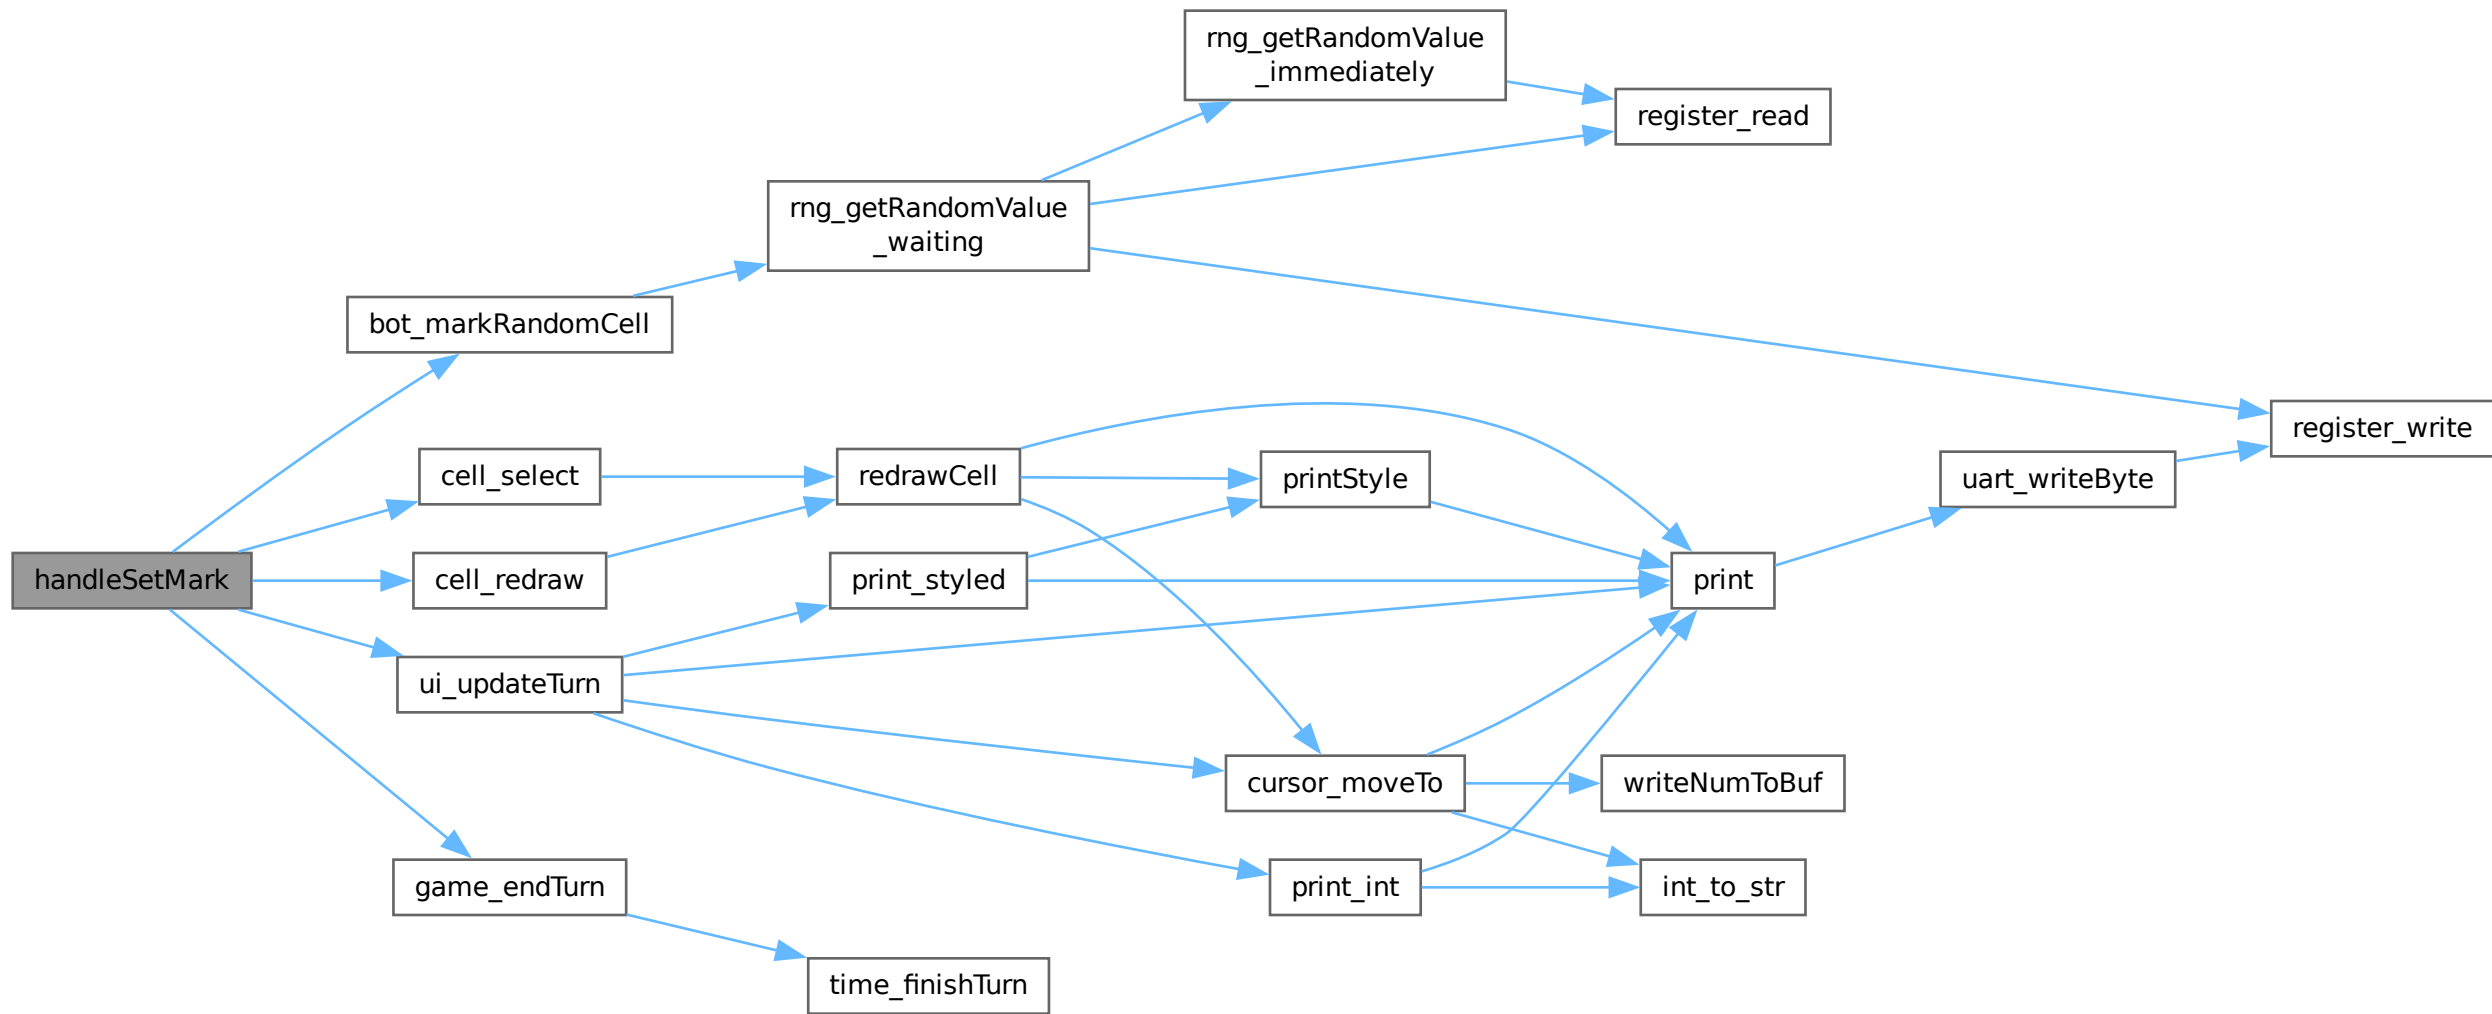 rng_getRandomValue
_immediately
register_read
rng_getRandomValue
_waiting
bot_markRandomCell
register_write
cell_select
redrawCell
printStyle
uart_writeByte
handleSetMark
cell_redraw
print_styled
print
ui_updateTurn
cursor_moveTo
writeNumToBuf
game_endTurn
print_int
int_to_str
time_finishTurn